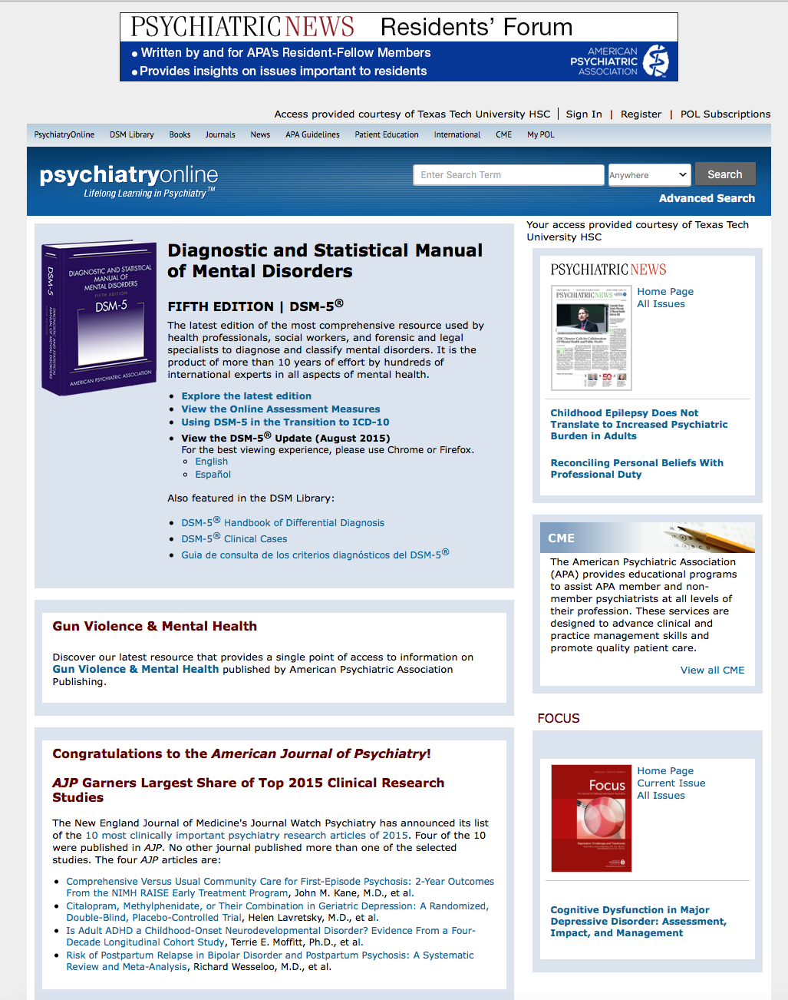 PSYCHIATRIC NEWS Residents' Forum
• Written by and for APA's Resident-Fellow Members
• Provides insights on issues important to residents
AMERICAN
PSYCHIATRIC
ASSOCIATION
Access provided courtesy of Texas Tech University HSC | Sign In | Register | POL Subscriptions
PsychiatryOnline DSM Library Books Journals News APA Guidelines Patient Education International CME My POL
psychiatryonline
Lifelong Learning in Psychiatry™
Enter Search Term Anywhere Search
Advanced Search
DSM-5
DIAGNOSTIC AND STATISTICAL
MANUAL OF
MENTAL DISORDERS
FIFTH EDITION
DSM-5
AMERICAN PSYCHIATRIC ASSOCIATION
DIAGNOSTIC AND STATISTICAL
MANUAL OF MENTAL DISORDERS
Diagnostic and Statistical Manual
of Mental Disorders
FIFTH EDITION | DSM-5®
The latest edition of the most comprehensive resource used by
health professionals, social workers, and forensic and legal
specialists to diagnose and classify mental disorders. It is the
product of more than 10 years of effort by hundreds of
international experts in all aspects of mental health.
• Explore the latest edition
• View the Online Assessment Measures
• Using DSM-5 in the Transition to ICD-10
• View the DSM-5® Update (August 2015)
For the best viewing experience, please use Chrome or Firefox.
English
Español
Also featured in the DSM Library:
• DSM-5® Handbook of Differential Diagnosis
• DSM-5® Clinical Cases
• Guia de consulta de los criterios diagnósticos del DSM-5®
Gun Violence & Mental Health
Discover our latest resource that provides a single point of access to information on
Gun Violence & Mental Health published by American Psychiatric Association
Publishing.
Congratulations to the American Journal of Psychiatry!
AJP Garners Largest Share of Top 2015 Clinical Research
Studies
The New England Journal of Medicine's Journal Watch Psychiatry has announced its list
of the 10 most clinically important psychiatry research articles of 2015. Four of the 10
were published in AJP. No other journal published more than one of the selected
studies. The four AJP articles are:
• Comprehensive Versus Usual Community Care for First-Episode Psychosis: 2-Year Outcomes
From the NIMH RAISE Early Treatment Program, John M. Kane, M.D., et al.
• Citalopram, Methylphenidate, or Their Combination in Geriatric Depression: A Randomized,
Double-Blind, Placebo-Controlled Trial, Helen Lavretsky, M.D., et al.
• Is Adult ADHD a Childhood-Onset Neurodevelopmental Disorder? Evidence From a Four-
Decade Longitudinal Cohort Study, Terrie E. Moffitt, Ph.D., et al.
• Risk of Postpartum Relapse in Bipolar Disorder and Postpartum Psychosis: A Systematic
Review and Meta-Analysis, Richard Wesseloo, M.D., et al.
Your access provided courtesy of Texas Tech
University HSC
PSYCHIATRIC NEWS
PSYCHIATRIC NEWS
CDC Director Calls for Collaboration
Of Mental Health and Public Health
50
Home Page
All Issues
Childhood Epilepsy Does Not
Translate to Increased Psychiatric
Burden in Adults
Reconciling Personal Beliefs With
Professional Duty
CME
The American Psychiatric Association
(APA) provides educational programs
to assist APA member and non-
member psychiatrists at all levels of
their profession. These services are
designed to advance clinical and
practice management skills and
promote quality patient care.
View all CME
FOCUS
Focus
Home Page
Current Issue
All Issues
Cognitive Dysfunction in Major
Depressive Disorder: Assessment,
Impact, and Management